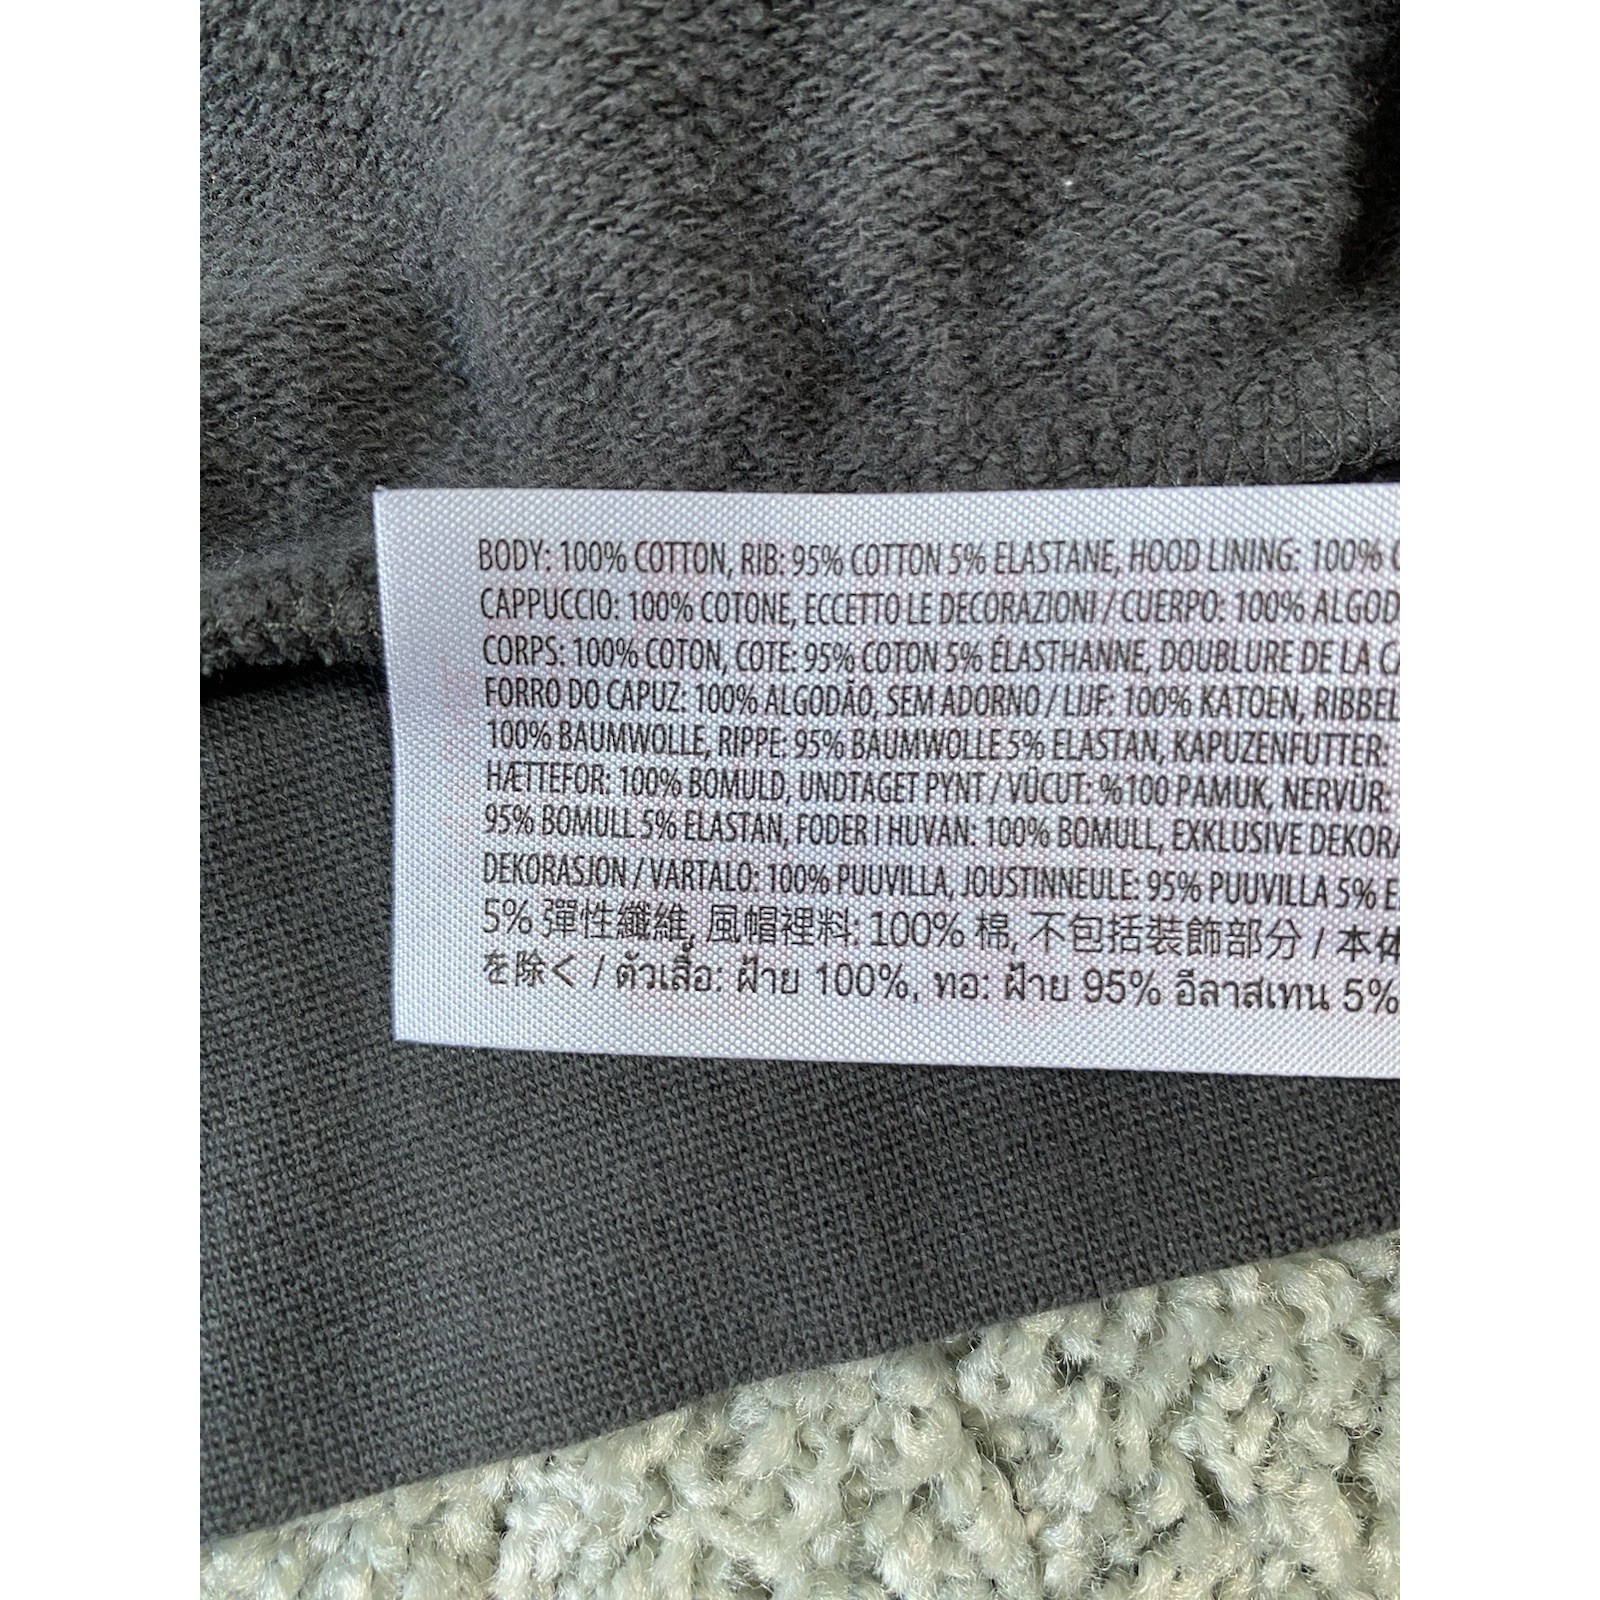 BODY: 100% COTTON, RIB: 95% COTTON 5% ELASTANE, HOOD LINING: 100%
CAPPUCCIO: 100% COTONE, ECCETTO LE DECORAZIONI / CUERPO: 100% ALGOD
CORPS: 100% COTON, COTE: 95% COTON 5% ÉLASTHANNE, DOUBLURE DE LA
FORRO DO CAPUZ: 100% ALGODÃO, SEM ADORNO / LIJF: 100% KATOEN, RIBBEL
100% BAUMWOLLE, RIPPE: 95% BAUMWOLLE 5% ELASTAN, KAPUZENFUTTER:
HÆTTEFOR: 100% BOMULD, UNDTAGET PYNT / VÜCUT: %100 PAMUK, NERVÜR:
95% BOMULL 5% ELASTAN, FODER I HUVAN: 100% BOMULL, EXKLUSIVE DEKORA
DEKORASJON / VARTALO: 100% PUUVILLA, JOUSTINNEULE: 95% PUUVILLA 5% E
5% 彈性纖維, 風帽裡料: 100% 棉, 不包括裝飾部分 / 本体
を除く / ตัวเสื้อ: ฝ้าย 100%, ทอ: ฝ้าย 95% อีลาสเทน 5%